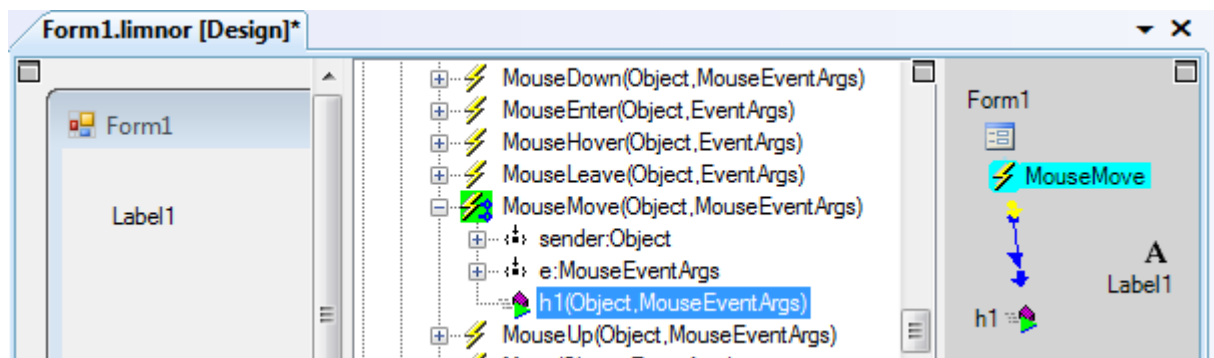 Form1.limnor [Design]*
Form1
Label1
MouseDown(Object,MouseEventArgs)
MouseEnter(Object,EventArgs)
MouseHover(Object,EventArgs)
MouseLeave(Object,EventArgs)
MouseMove(Object,MouseEventArgs)
sender:Object
e:MouseEventArgs
h1(Object,MouseEventArgs)
MouseUp(Object,MouseEventArgs)
Form1
MouseMove
A
Label1
h1